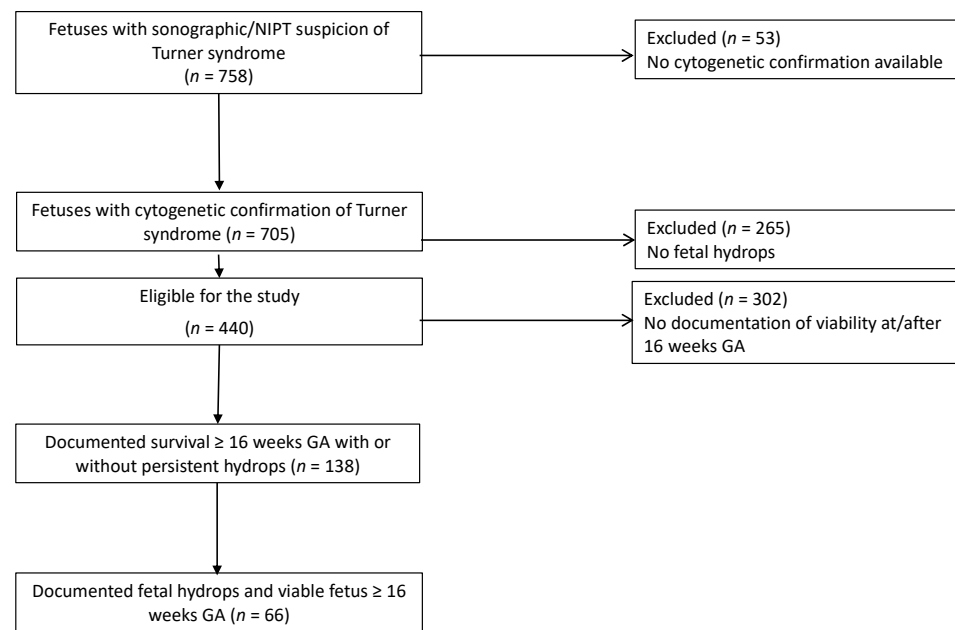 Fetuses with sonographic/NIPT suspicion of
Turner syndrome
(n = 758)
Excluded (n = 53)
No cytogenetic confirmation available
Fetuses with cytogenetic confirmation of Turner
syndrome (n = 705)
Excluded (n = 265)
No fetal hydrops
Eligible for the study
(n = 440)
Excluded (n = 302)
No documentation of viability at/after
16 weeks GA
Documented survival ≥ 16 weeks GA with or
without persistent hydrops (n = 138)
Documented fetal hydrops and viable fetus ≥ 16
weeks GA (n = 66)